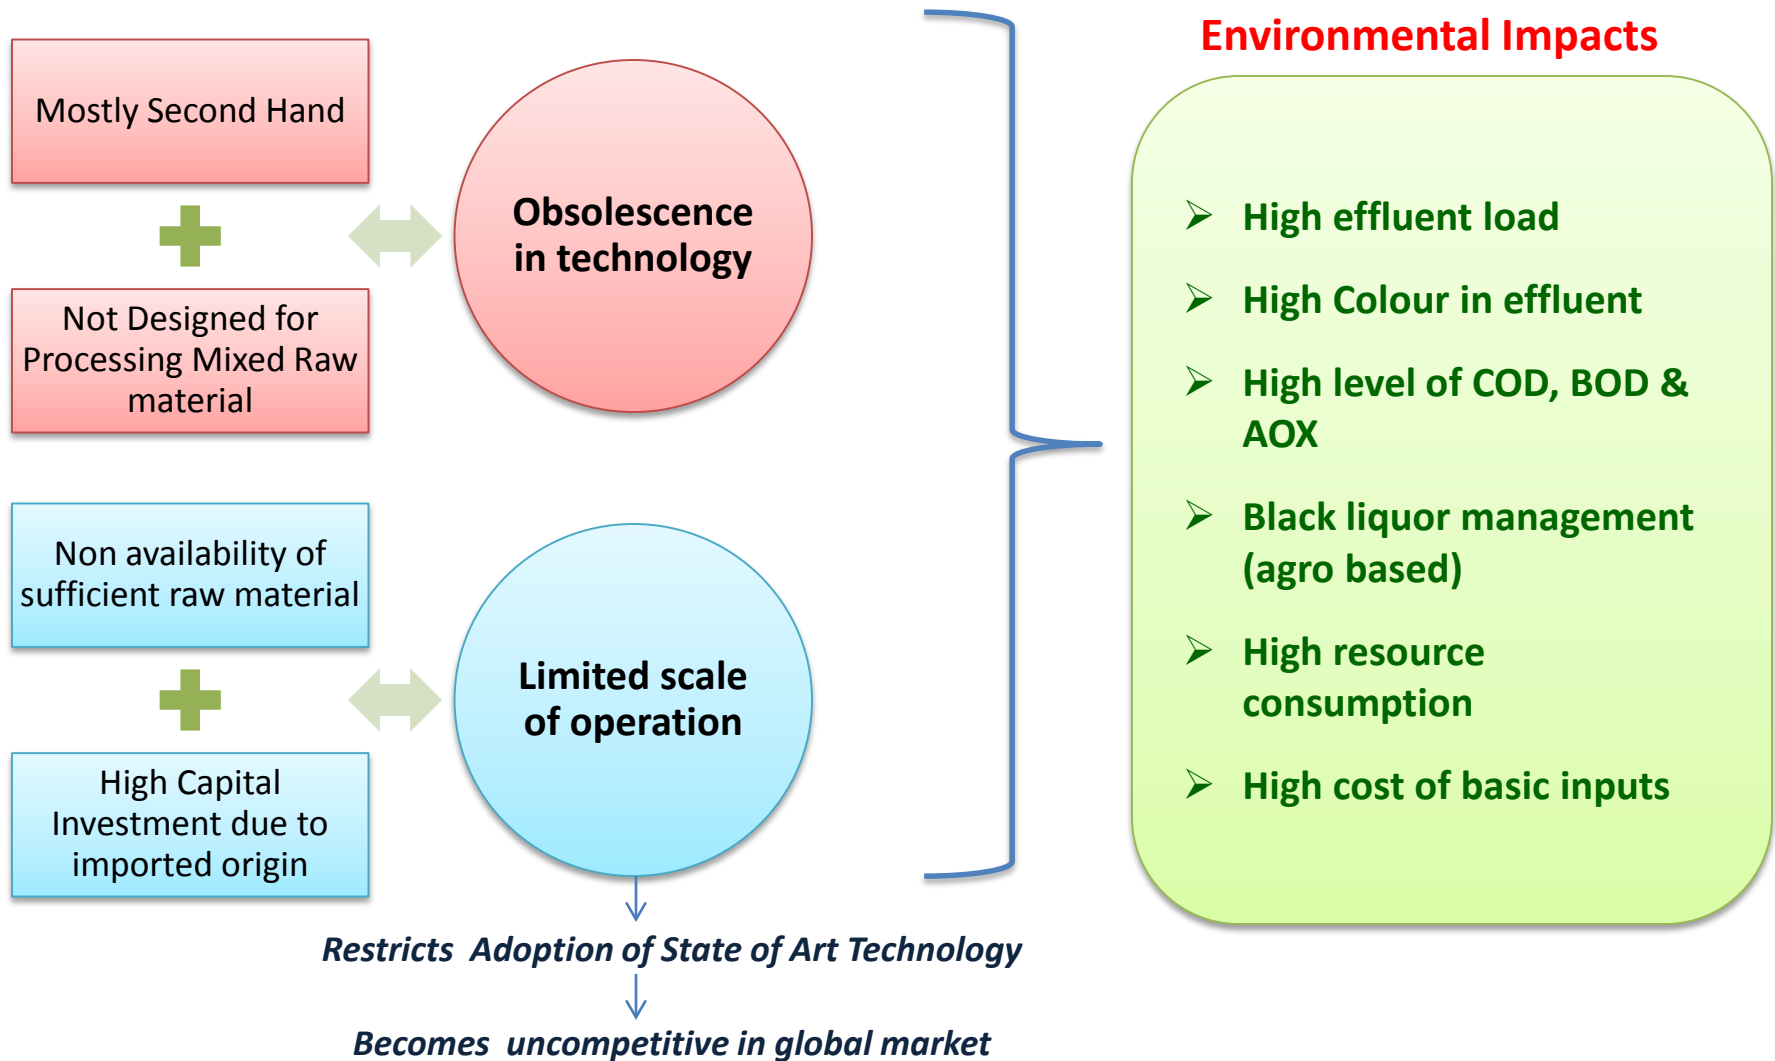 Mostly Second Hand
Not Designed for
Processing Mixed Raw
material
Obsolescence
in technology
Non availability of
sufficient raw material
High Capital
Investment due to
imported origin
Limited scale
of operation
Restricts Adoption of State of Art Technology
Becomes uncompetitive in global market
Environmental Impacts
➢ High effluent load
➢ High Colour in effluent
➢ High level of COD, BOD &
AOX
➢ Black liquor management
(agro based)
➢ High resource
consumption
➢ High cost of basic inputs